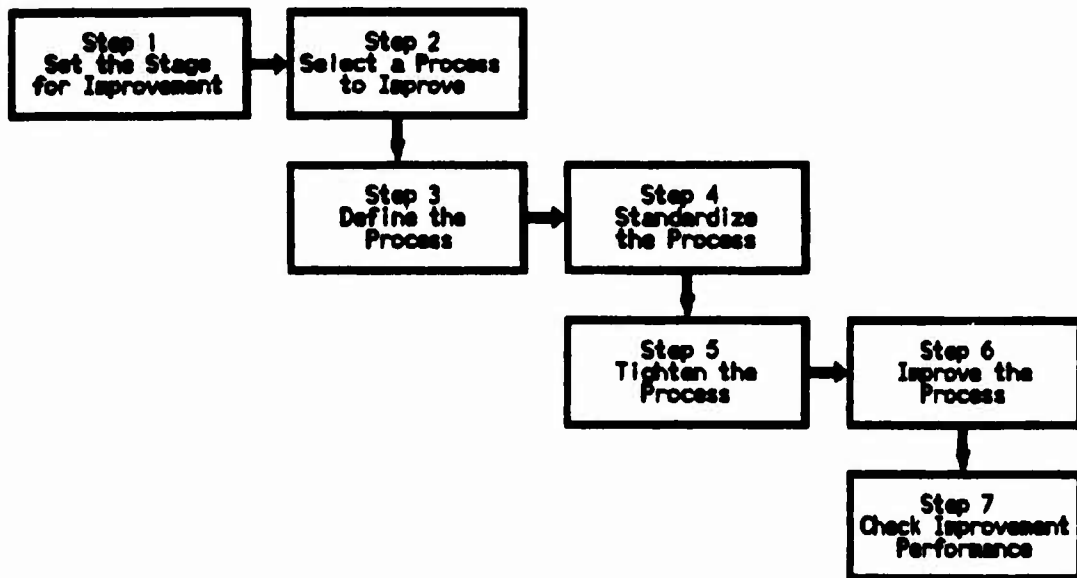 Step 1
Set the Stage
for Improvement
Step 2
Select a Process
to Improve
Step 3
Define the
Process
Step 4
Standardize
the Process
Step 5
Tighten the
Process
Step 6
Improve the
Process
Step 7
Check Improvement
Performance